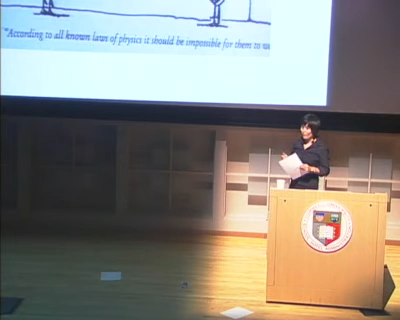 "According to all known laws of physics it should be impossible for them to